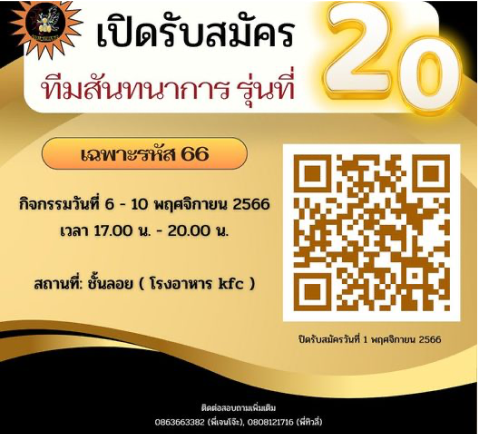 เปิดรับสมัคร
20
ทีมสันทนาการ รุ่นที่
เฉพาะรหัส 66
กิจกรรมวันที่ 6 - 10 พฤศจิกายน 2566
เวลา 17.00 น. - 20.00 น.
สถานที่: ชั้นลอย ( โรงอาหาร kfc )
ปิดรับสมัครวันที่ 1 พฤศจิกายน 2566
ติดต่อสอบถามเพิ่มเติม
0863663382 (พี่เจนโจ๊ะ), 0808121716 (พี่ทิวลี่)